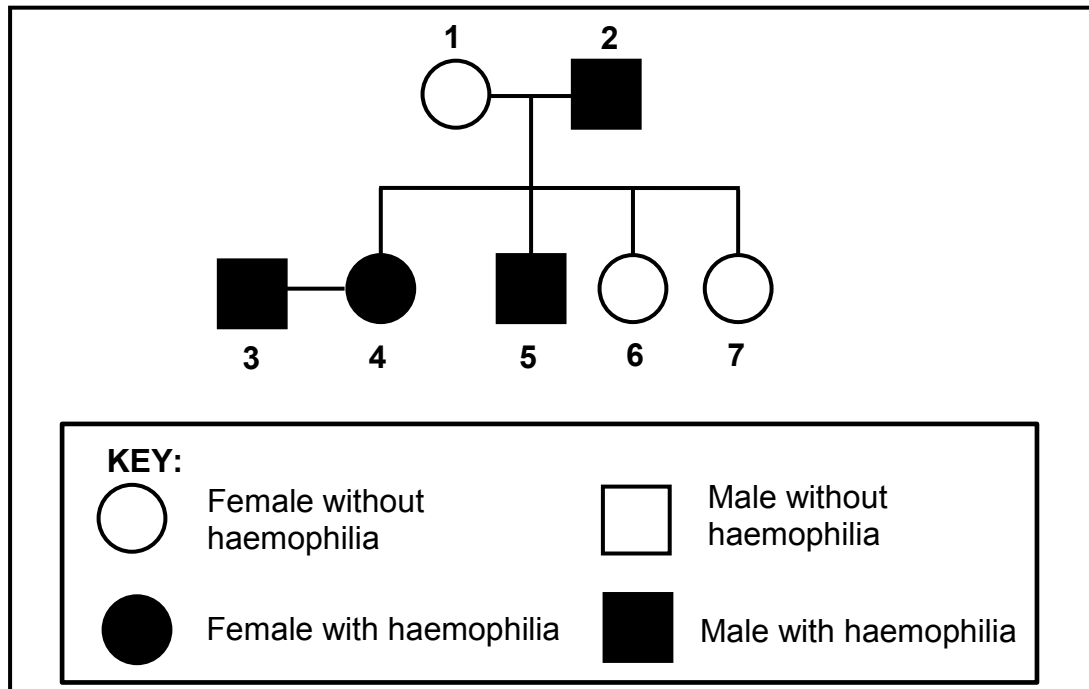 1 2
3 4 5 6 7
KEY:
Female without
haemophilia
Male without
haemophilia
Female with haemophilia
Male with haemophilia